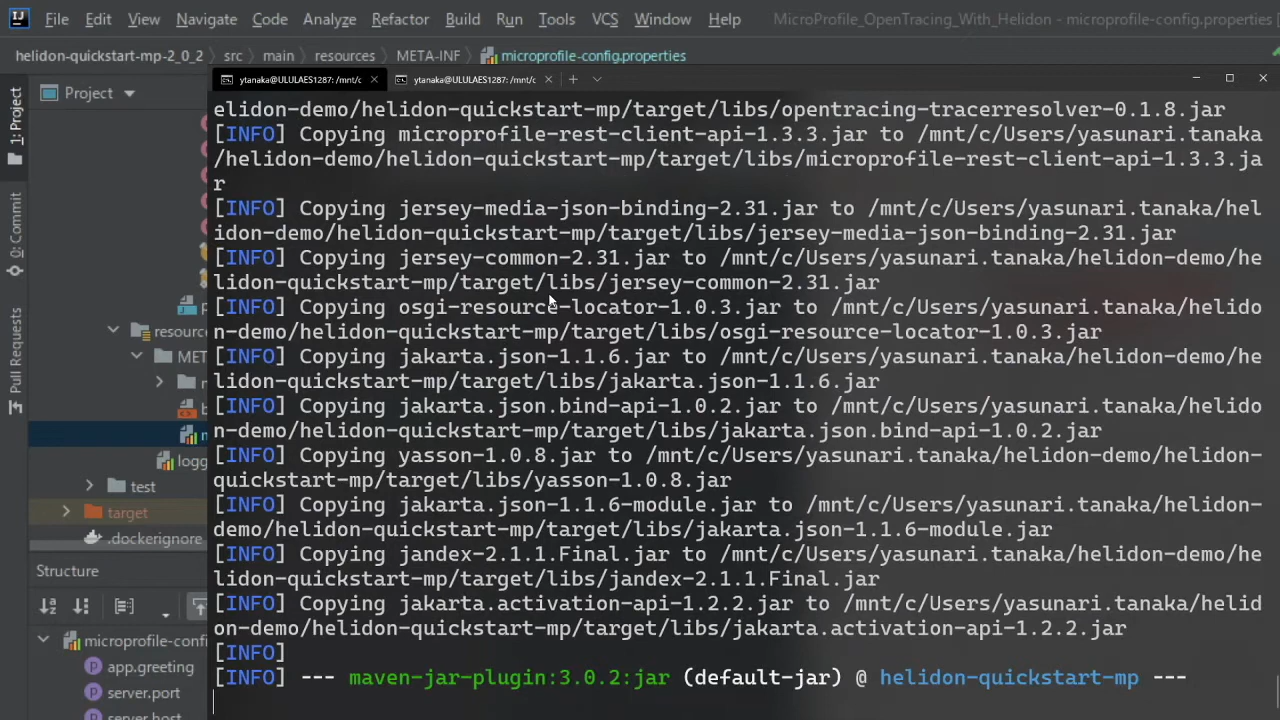 IJ File Edit View Navigate Code Analyze Refactor Build Run Tools VCS Window Help MicroProfile_OpenTracing_With_Helidon - microprofile-config.properties
helidon-quickstart-mp-2_0_2 src main resources META-INF microprofile-config.properties
ytanaka@ULULAES1287: /mnt/c ytanaka@ULULAES1287: /mnt/c
1: Project
0: Commit
Pull Requests
Project
resource
META
test
target
.dockerignore
Structure
microprofile-confi
app.greeting
server.port
server.host
elidon-demo/helidon-quickstart-mp/target/libs/opentracing-tracerresolver-0.1.8.jar
[INFO] Copying microprofile-rest-client-api-1.3.3.jar to /mnt/c/Users/yasunari.tanaka
/helidon-demo/helidon-quickstart-mp/target/libs/microprofile-rest-client-api-1.3.3.ja
r
[INFO] Copying jersey-media-json-binding-2.31.jar to /mnt/c/Users/yasunari.tanaka/hel
idon-demo/helidon-quickstart-mp/target/libs/jersey-media-json-binding-2.31.jar
[INFO] Copying jersey-common-2.31.jar to /mnt/c/Users/yasunari.tanaka/helidon-demo/he
lidon-quickstart-mp/target/libs/jersey-common-2.31.jar
[INFO] Copying osgi-resource-locator-1.0.3.jar to /mnt/c/Users/yasunari.tanaka/helido
n-demo/helidon-quickstart-mp/target/libs/osgi-resource-locator-1.0.3.jar
[INFO] Copying jakarta.json-1.1.6.jar to /mnt/c/Users/yasunari.tanaka/helidon-demo/he
lidon-quickstart-mp/target/libs/jakarta.json-1.1.6.jar
[INFO] Copying jakarta.json.bind-api-1.0.2.jar to /mnt/c/Users/yasunari.tanaka/helido
n-demo/helidon-quickstart-mp/target/libs/jakarta.json.bind-api-1.0.2.jar
[INFO] Copying yasson-1.0.8.jar to /mnt/c/Users/yasunari.tanaka/helidon-demo/helidon-
quickstart-mp/target/libs/yasson-1.0.8.jar
[INFO] Copying jakarta.json-1.1.6-module.jar to /mnt/c/Users/yasunari.tanaka/helidon-
demo/helidon-quickstart-mp/target/libs/jakarta.json-1.1.6-module.jar
[INFO] Copying jandex-2.1.1.Final.jar to /mnt/c/Users/yasunari.tanaka/helidon-demo/he
lidon-quickstart-mp/target/libs/jandex-2.1.1.Final.jar
[INFO] Copying jakarta.activation-api-1.2.2.jar to /mnt/c/Users/yasunari.tanaka/helid
on-demo/helidon-quickstart-mp/target/libs/jakarta.activation-api-1.2.2.jar
[INFO]
[INFO] --- maven-jar-plugin:3.0.2:jar (default-jar) @ helidon-quickstart-mp ---